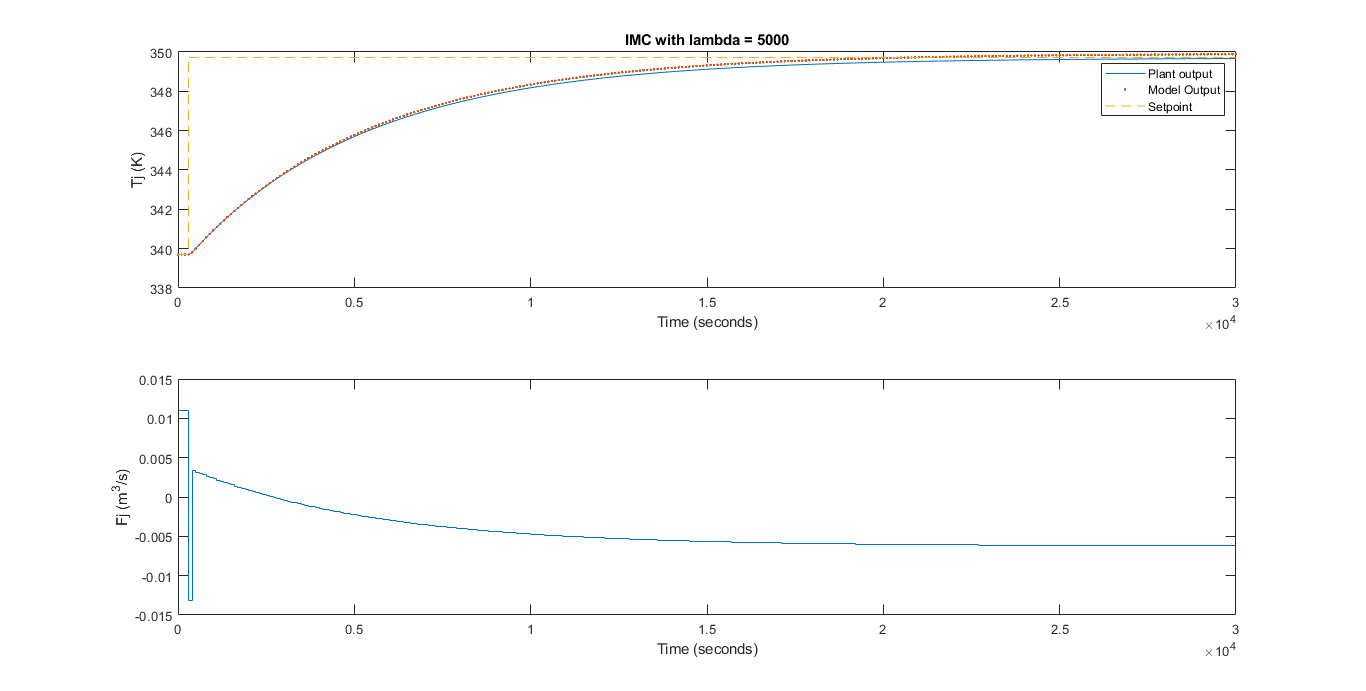 IMC with lambda = 5000
350
348
346
344
342
340
338
Tj (K)
Plant output
Model Output
Setpoint
0 0.5 1 1.5 2 2.5 3
Time (seconds)
×10^4
0.015
0.01
0.005
0
-0.005
-0.01
-0.015
Fj (m^3/s)
0 0.5 1 1.5 2 2.5 3
Time (seconds)
×10^4